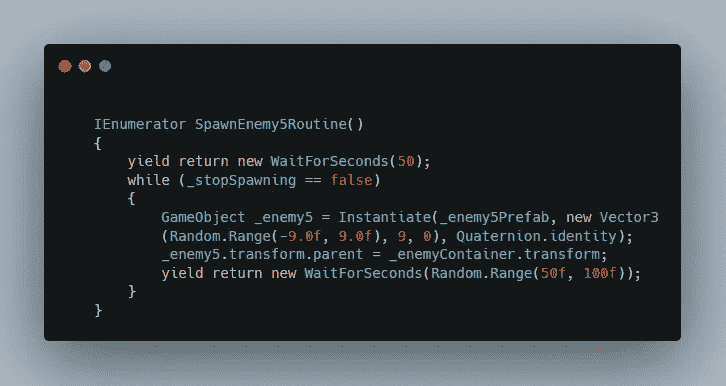 IEnumerator SpawnEnemy5Routine()
{
yield return new WaitForSeconds(50);
while (_stopSpawning == false)
{
GameObject _enemy5 = Instantiate(_enemy5Prefab, new Vector3
(Random.Range(-9.0f, 9.0f), 9, 0), Quaternion.identity);
_enemy5.transform.parent = _enemyContainer.transform;
yield return new WaitForSeconds(Random.Range(50f, 100f));
}
}